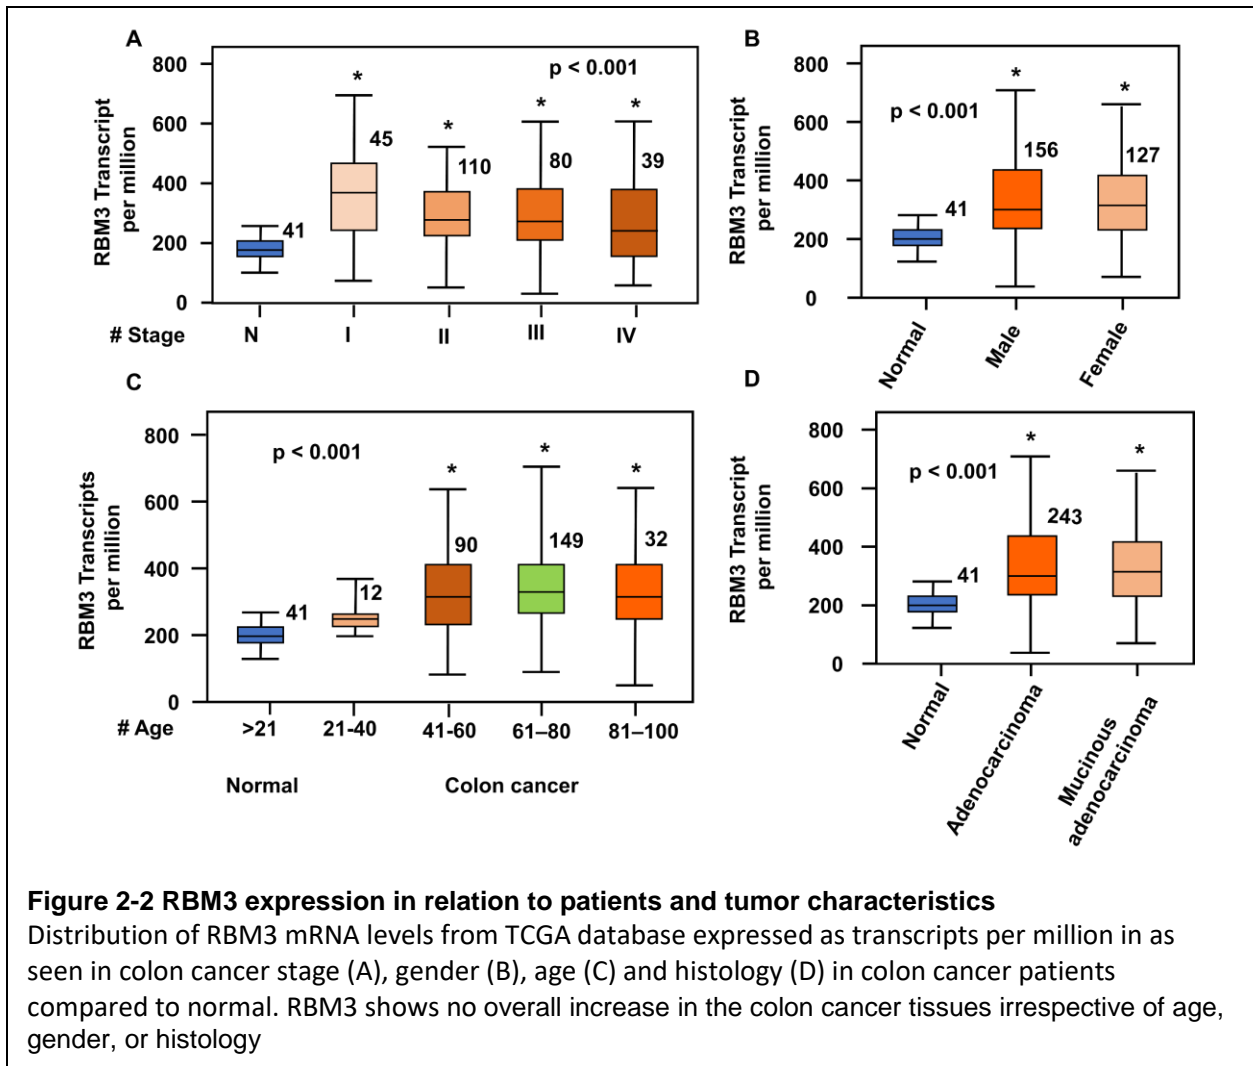 A
800
600
400
200
0
RBM3 Transcript
per million
p < 0.001
*
*
*
*
41
45
110
80
39
# Stage
N
I
II
III
IV
B
800
600
400
200
0
RBM3 Transcript
per million
p < 0.001
*
*
41
156
127
Normal
Male
Female
C
800
600
400
200
0
RBM3 Transcripts
per million
p < 0.001
*
*
*
41
12
90
149
32
# Age
>21
21-40
41-60
61–80
81–100
Normal
Colon cancer
D
800
600
400
200
0
RBM3 Transcript
per million
p < 0.001
*
*
41
243
Normal
Adenocarcinoma
Mucinous
adenocarcinoma
Figure 2-2 RBM3 expression in relation to patients and tumor characteristics
Distribution of RBM3 mRNA levels from TCGA database expressed as transcripts per million in as
seen in colon cancer stage (A), gender (B), age (C) and histology (D) in colon cancer patients
compared to normal. RBM3 shows no overall increase in the colon cancer tissues irrespective of age,
gender, or histology